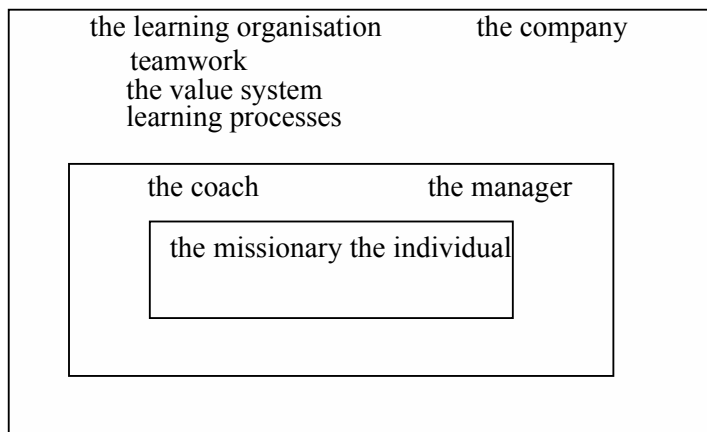 the learning organisation the company
teamwork
the value system
learning processes
the coach the manager
the missionary the individual